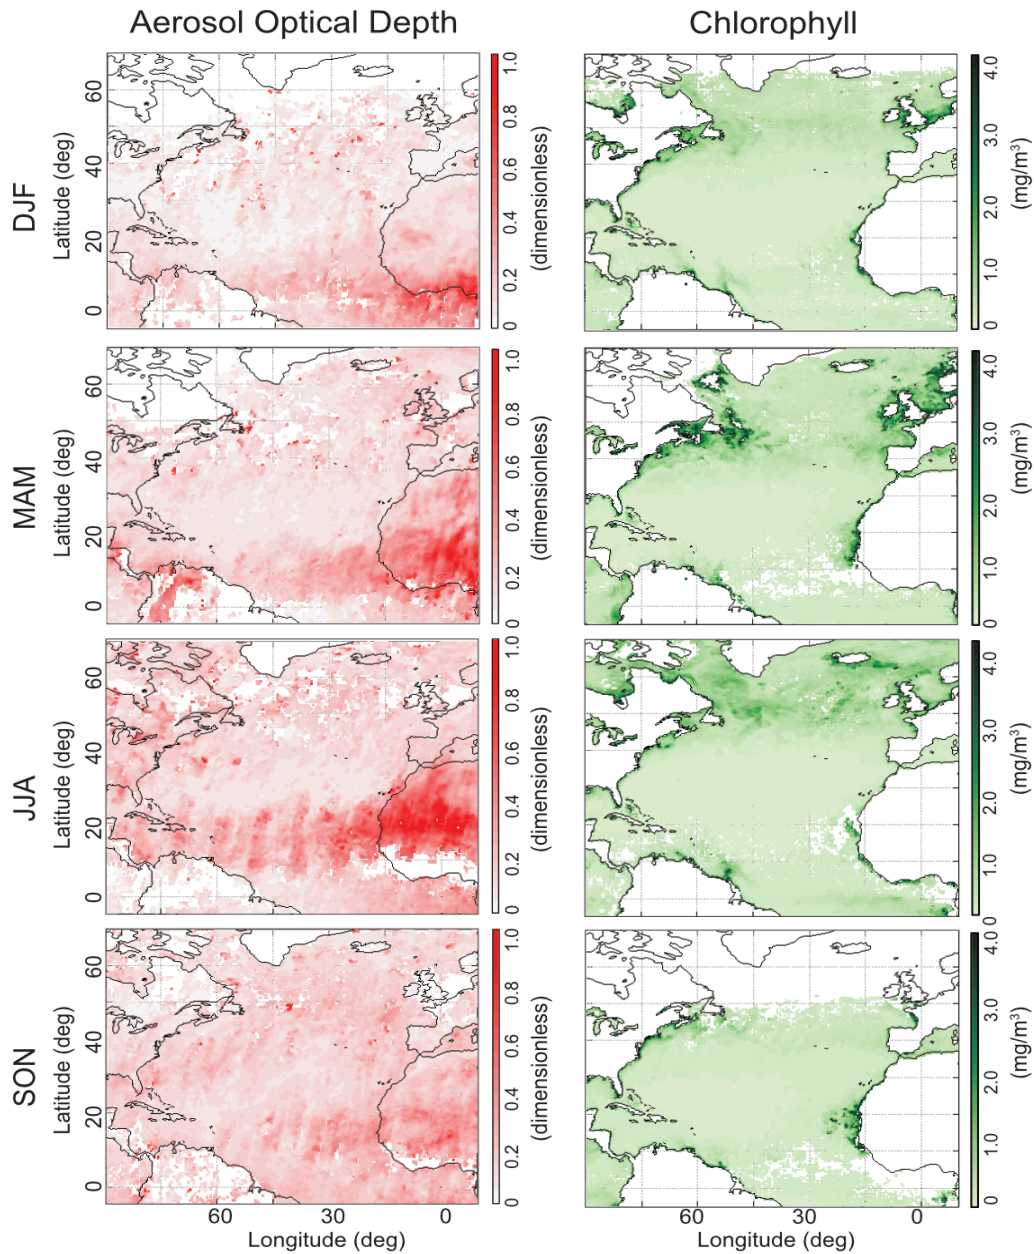 Aerosol Optical Depth
Chlorophyll
DJF
Latitude (deg)
60
40
20
0
1.0
0.8
0.6
0.4
0.2
0
(dimensionless)
4.0
3.0
2.0
1.0
0
(mg/m³)
MAM
Latitude (deg)
60
40
20
0
1.0
0.8
0.6
0.4
0.2
0
(dimensionless)
4.0
3.0
2.0
1.0
0
(mg/m³)
JJA
Latitude (deg)
60
40
20
0
1.0
0.8
0.6
0.4
0.2
0
(dimensionless)
4.0
3.0
2.0
1.0
0
(mg/m³)
SON
Latitude (deg)
60
40
20
0
1.0
0.8
0.6
0.4
0.2
0
(dimensionless)
4.0
3.0
2.0
1.0
0
(mg/m³)
60 30 0
Longitude (deg)
60 30 0
Longitude (deg)